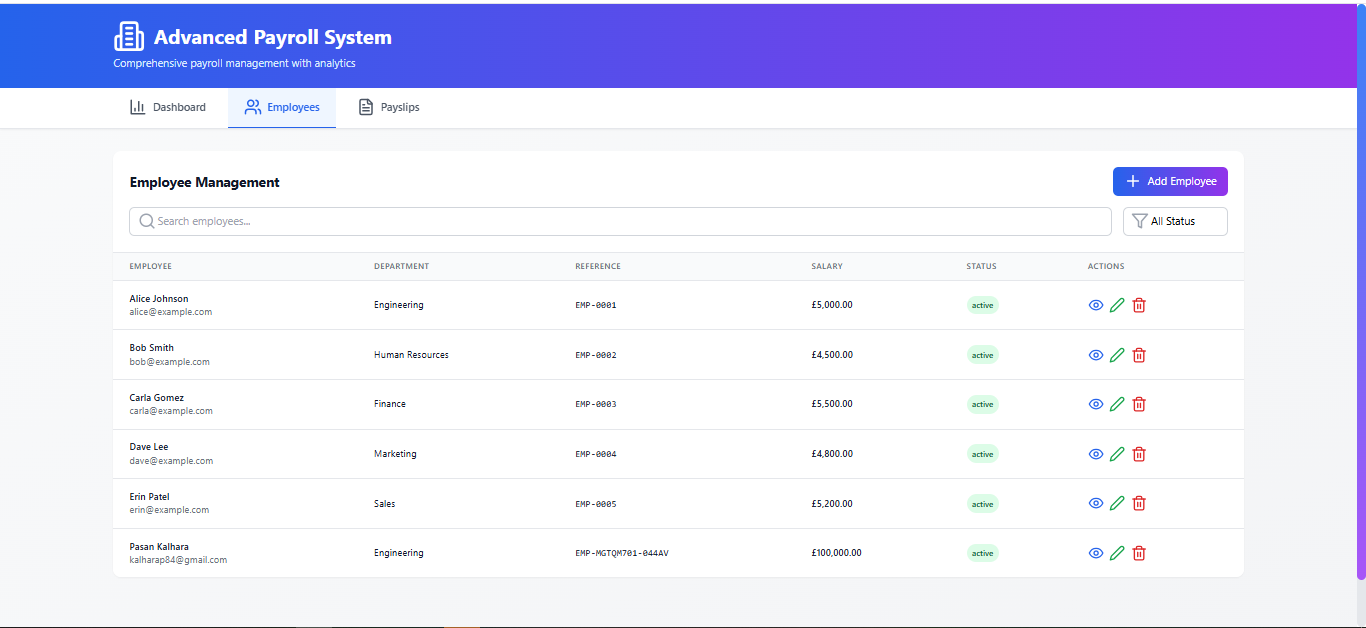 Advanced Payroll System
Comprehensive payroll management with analytics
Dashboard Employees Payslips
Employee Management
Add Employee
Search employees...
All Status
EMPLOYEE DEPARTMENT REFERENCE SALARY STATUS ACTIONS
Alice Johnson
alice@example.com
Engineering EMP-0001 £5,000.00 active
Bob Smith
bob@example.com
Human Resources EMP-0002 £4,500.00 active
Carla Gomez
carla@example.com
Finance EMP-0003 £5,500.00 active
Dave Lee
dave@example.com
Marketing EMP-0004 £4,800.00 active
Erin Patel
erin@example.com
Sales EMP-0005 £5,200.00 active
Pasan Kalhara
kalharap84@gmail.com
Engineering EMP-MGTQM701-044AV £100,000.00 active